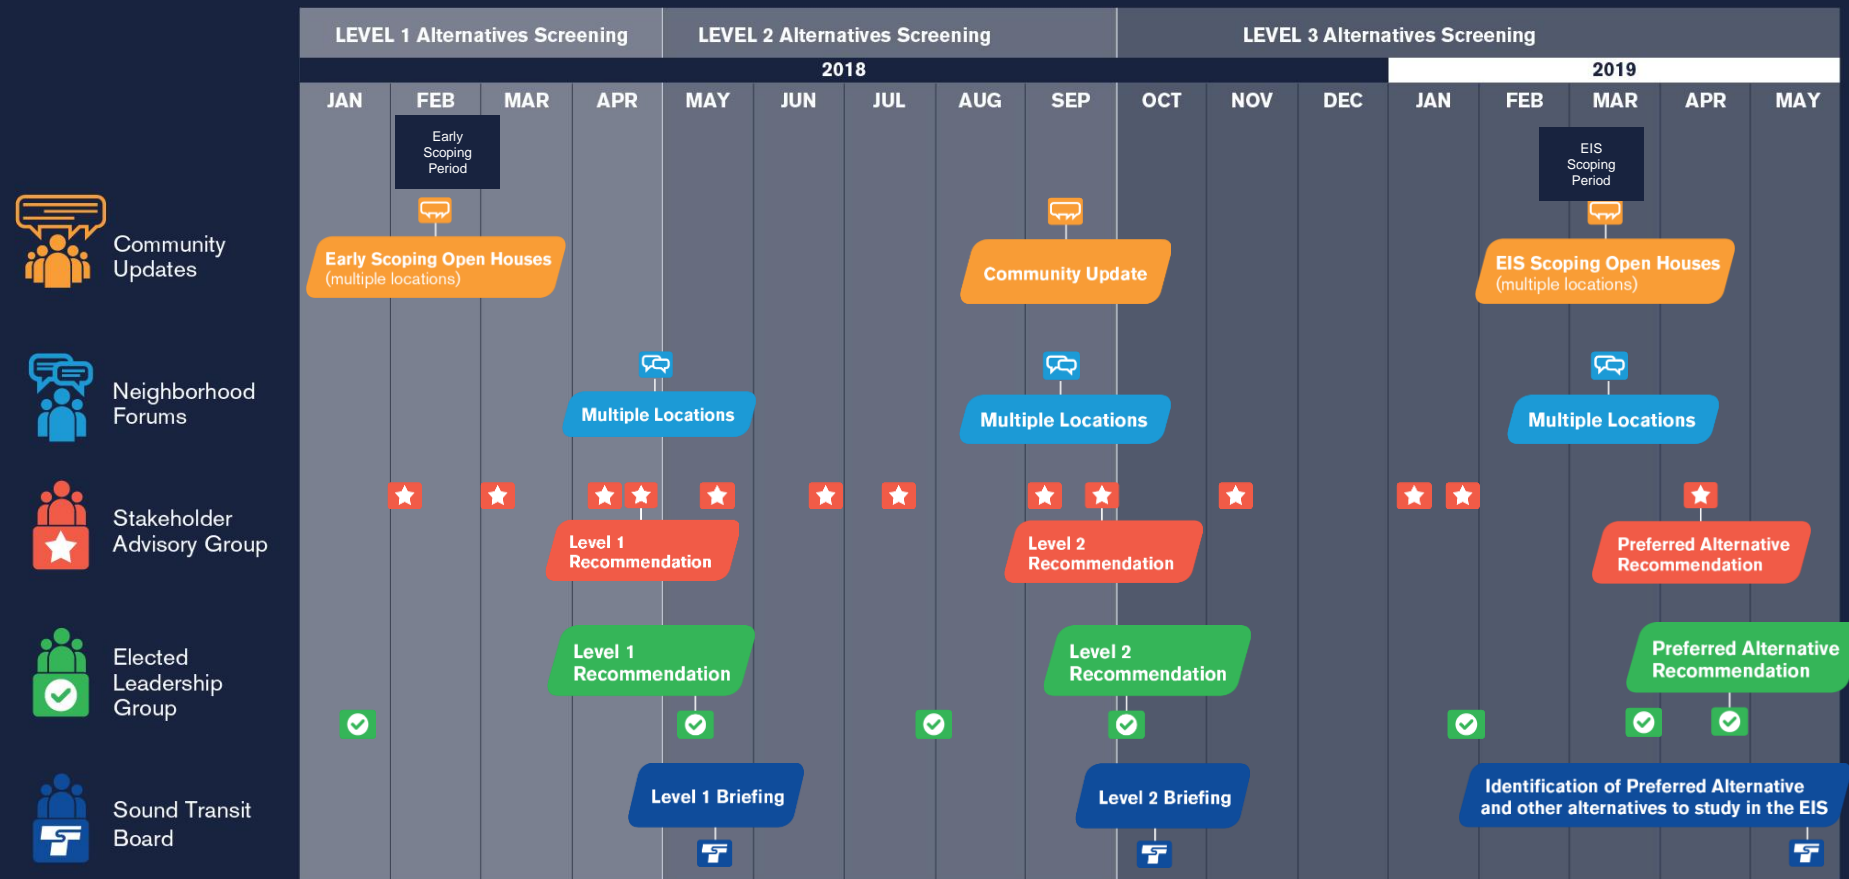 LEVEL 1 Alternatives Screening
LEVEL 2 Alternatives Screening
LEVEL 3 Alternatives Screening
2018
2019
JAN
FEB
MAR
APR
MAY
JUN
JUL
AUG
SEP
OCT
NOV
DEC
JAN
FEB
MAR
APR
MAY
Early
Scoping
Period
EIS
Scoping
Period
Community
Updates
Early Scoping Open Houses
(multiple locations)
Community Update
EIS Scoping Open Houses
(multiple locations)
Neighborhood
Forums
Multiple Locations
Multiple Locations
Multiple Locations
Stakeholder
Advisory Group
Level 1
Recommendation
Level 2
Recommendation
Preferred Alternative
Recommendation
Elected
Leadership
Group
Level 1
Recommendation
Level 2
Recommendation
Preferred Alternative
Recommendation
Sound Transit
Board
Level 1 Briefing
Level 2 Briefing
Identification of Preferred Alternative
and other alternatives to study in the EIS